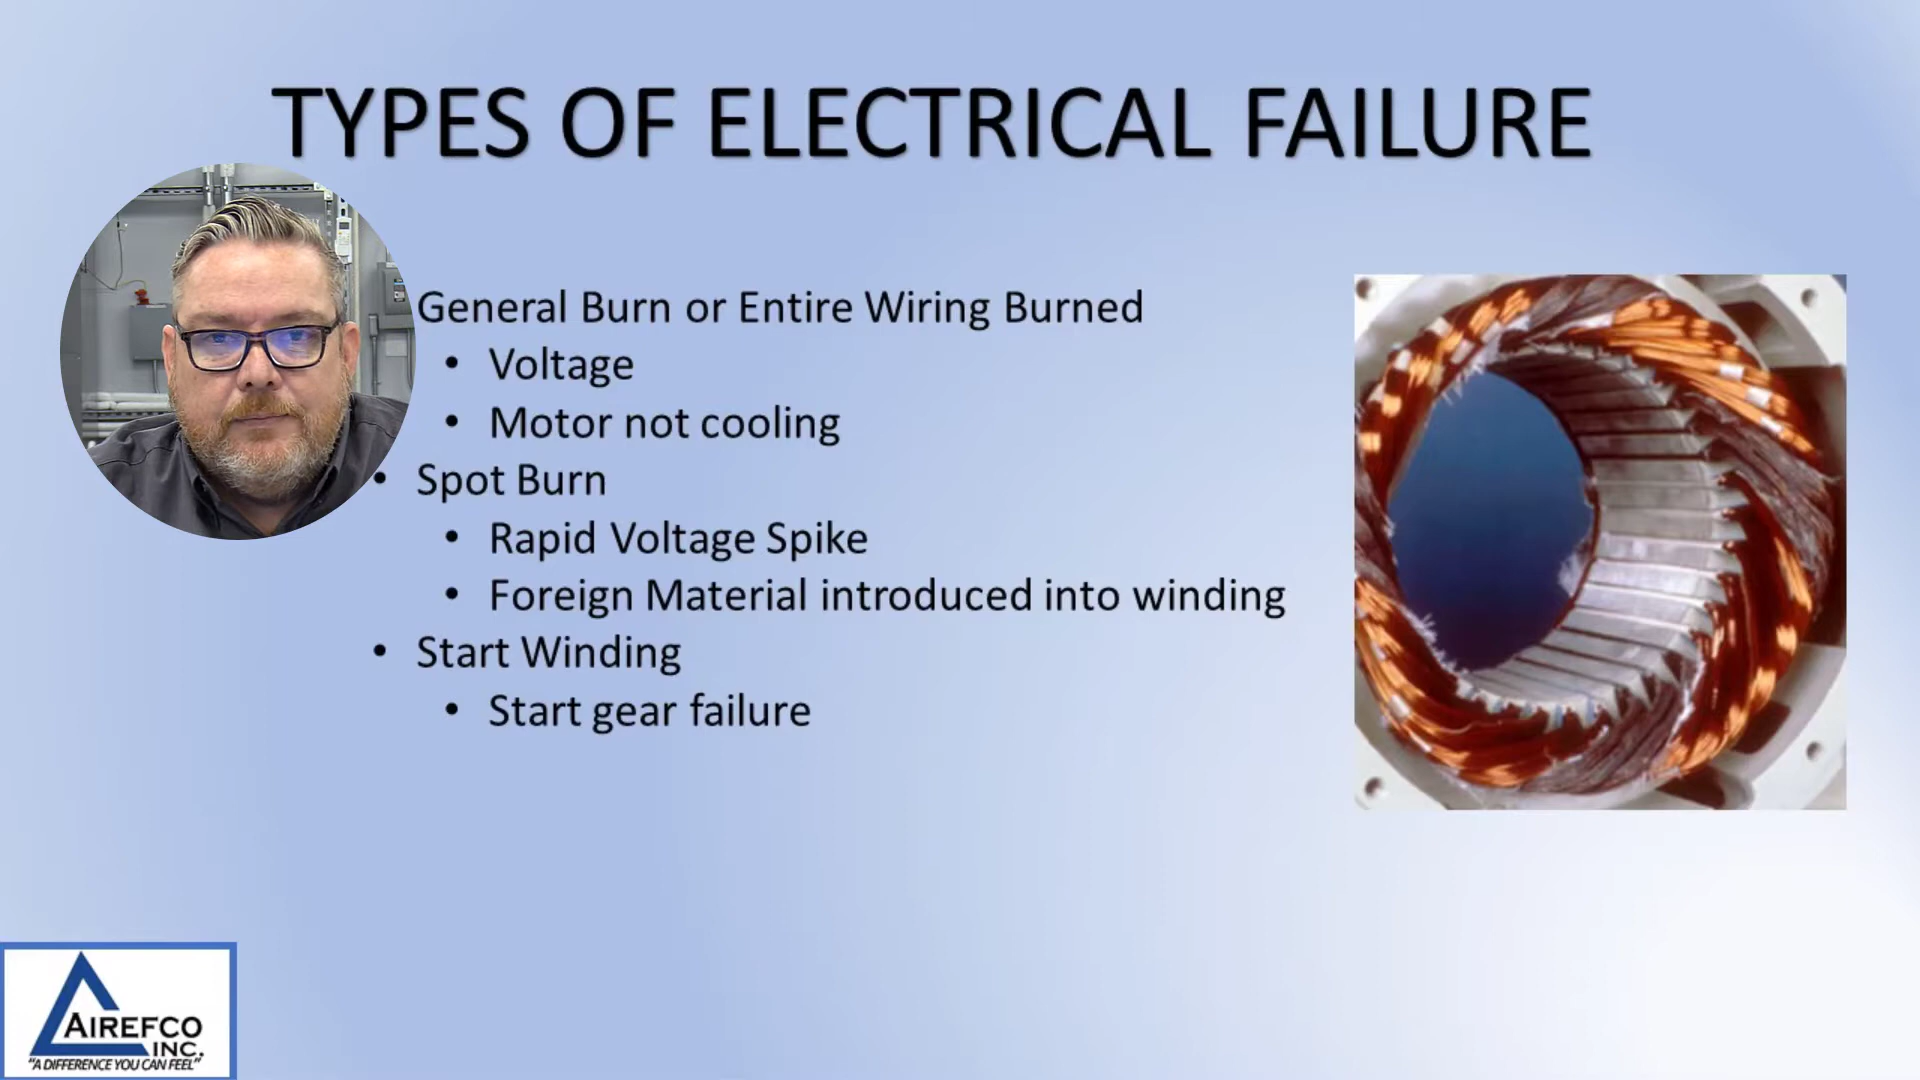 TYPES OF ELECTRICAL FAILURE
General Burn or Entire Wiring Burned
• Voltage
• Motor not cooling
• Spot Burn
• Rapid Voltage Spike
• Foreign Material introduced into winding
• Start Winding
• Start gear failure
AIREFCO
INC.
"A DIFFERENCE YOU CAN FEEL"